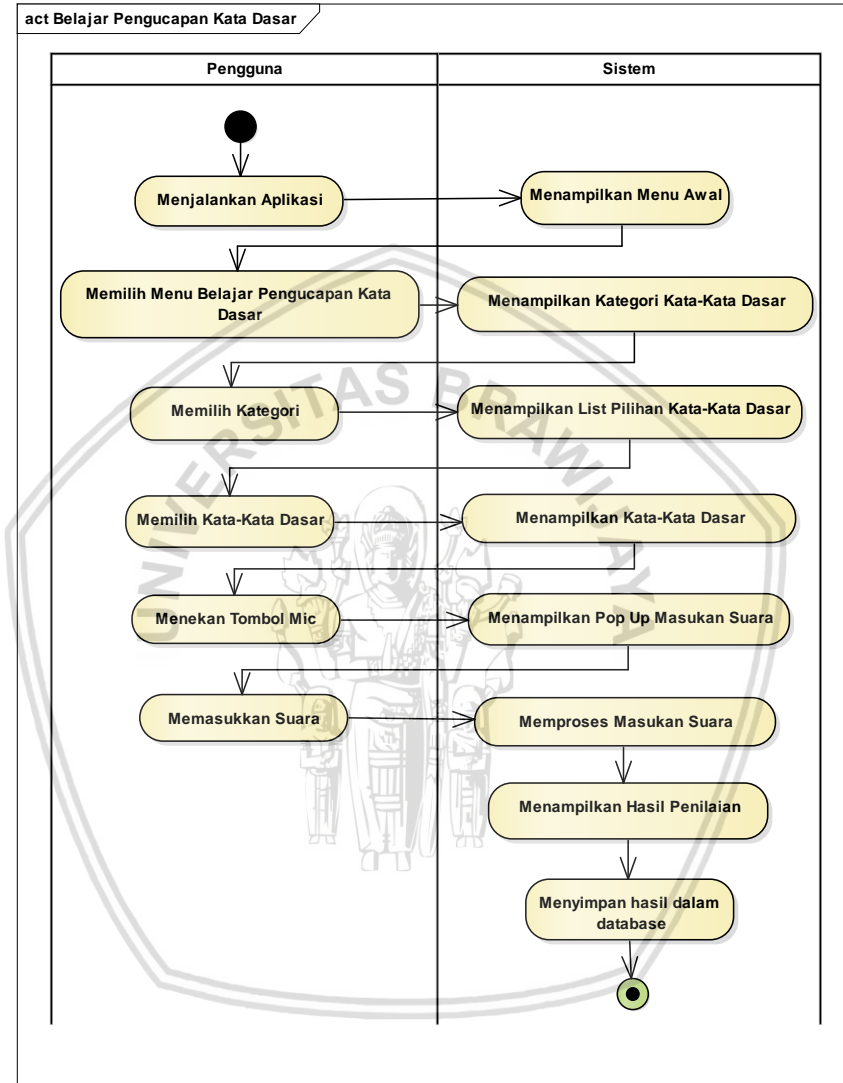 act Belajar Pengucapan Kata Dasar
Pengguna
Sistem
Menjalankan Aplikasi
Menampilkan Menu Awal
Memilih Menu Belajar Pengucapan Kata
Dasar
Menampilkan Kategori Kata-Kata Dasar
Memilih Kategori
Menampilkan List Pilihan Kata-Kata Dasar
Memilih Kata-Kata Dasar
Menampilkan Kata-Kata Dasar
Menekan Tombol Mic
Menampilkan Pop Up Masukan Suara
Memasukkan Suara
Memproses Masukan Suara
Menampilkan Hasil Penilaian
Menyimpan hasil dalam
database
UNIVERSITAS BRAWIJAYA